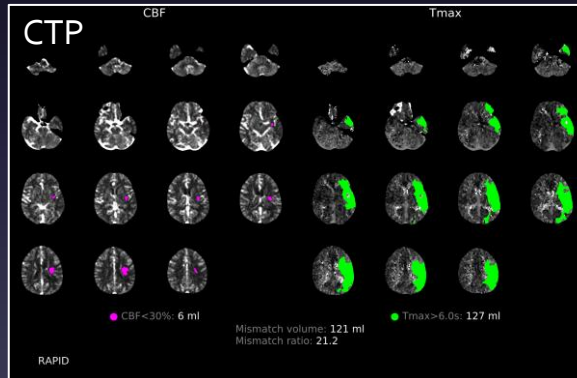 CTP
CBF
Tmax
CBF<30%: 6 ml
Tmax>6.0s: 127 ml
Mismatch volume: 121 ml
Mismatch ratio: 21.2
RAPID